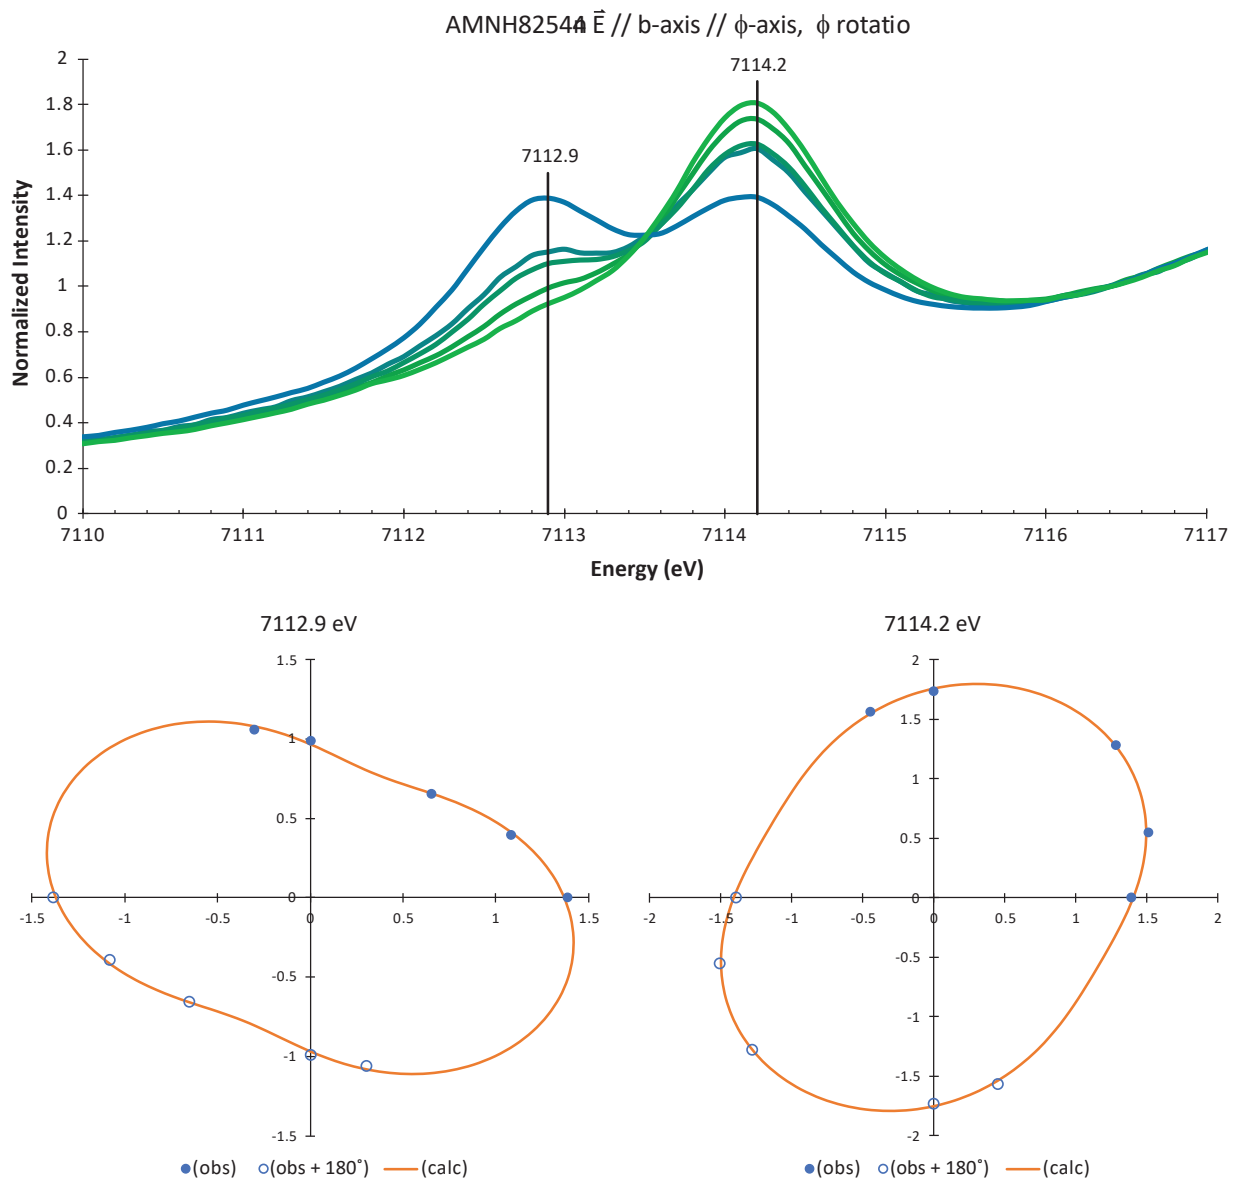 AMNH82544n E⃗ // b-axis // ϕ-axis, ϕ rotatio
2
1.8
1.6
1.4
1.2
1
0.8
0.6
0.4
0.2
0
Normalized Intensity
7112.9
7114.2
7110 7111 7112 7113 7114 7115 7116 7117
Energy (eV)
7112.9 eV
1.5
1
0.5
0
-0.5
-1
-1.5
-1.5 -1 -0.5 0 0.5 1 1.5
(obs) (obs + 180˚) (calc)
7114.2 eV
2
1.5
1
0.5
0
-0.5
-1
-1.5
-2
-2 -1.5 -1 -0.5 0 0.5 1 1.5 2
(obs) (obs + 180˚) (calc)